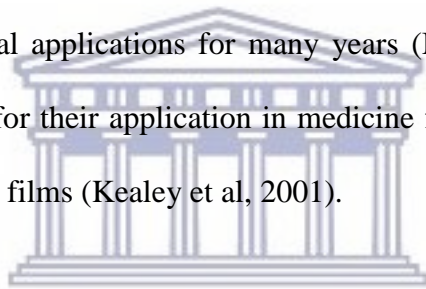 al applications for many years (
for their application in medicine
films (Kealey et al, 2001).